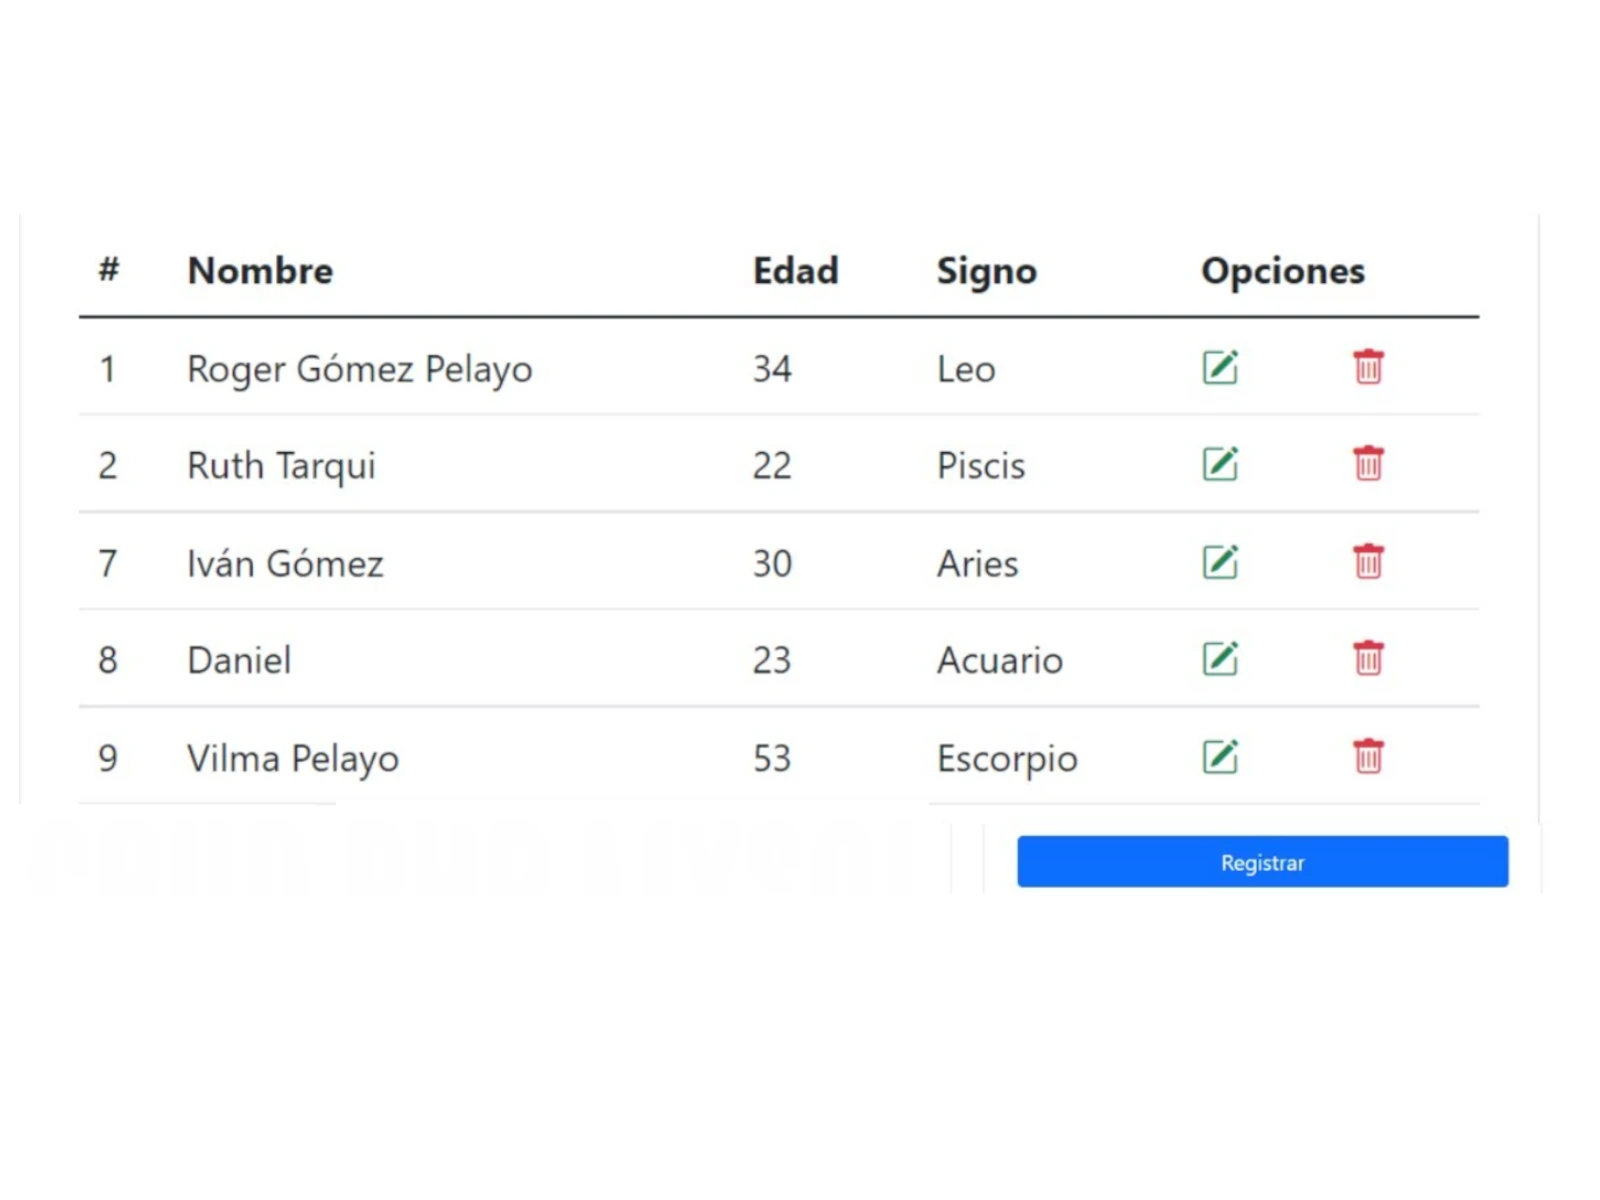 # Nombre Edad Signo Opciones
1 Roger Gómez Pelayo 34 Leo
2 Ruth Tarqui 22 Piscis
7 Iván Gómez 30 Aries
8 Daniel 23 Acuario
9 Vilma Pelayo 53 Escorpio
Registrar